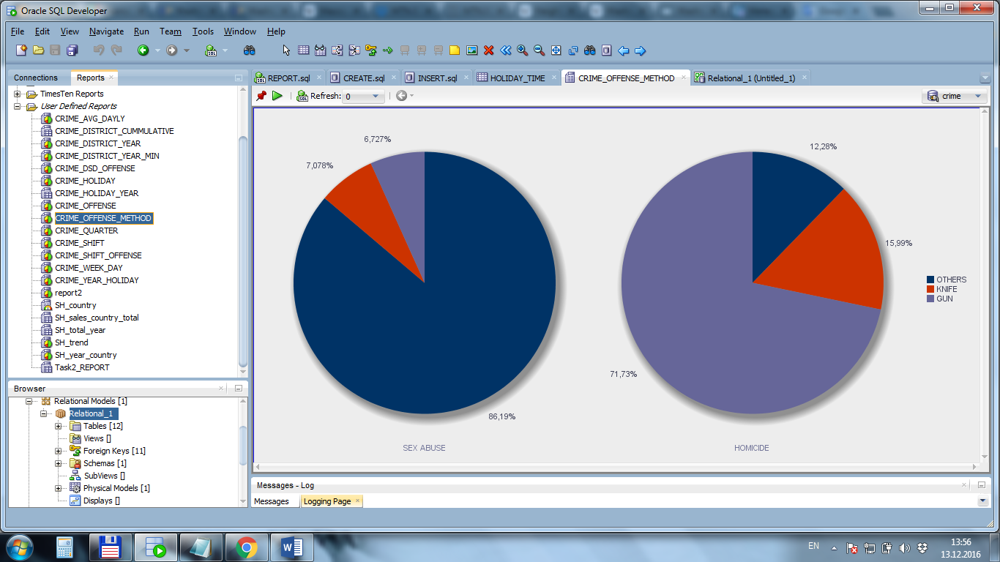 Oracle SQL Developer
File Edit View Navigate Run Team Tools Window Help
Connections Reports
REPORT.sql CREATE.sql INSERT.sql HOLIDAY_TIME CRIME_OFFENSE_METHOD Relational_1 (Untitled_1)
Refresh: 0 crime
TimesTen Reports
User Defined Reports
CRIME_AVG_DAYLY
CRIME_DISTRICT_CUMMULATIVE
CRIME_DISTRICT_YEAR
CRIME_DISTRICT_YEAR_MIN
CRIME_DSD_OFFENSE
CRIME_HOLIDAY
CRIME_HOLIDAY_YEAR
CRIME_OFFENSE
CRIME_OFFENSE_METHOD
CRIME_QUARTER
CRIME_SHIFT
CRIME_SHIFT_OFFENSE
CRIME_WEEK_DAY
CRIME_YEAR_HOLIDAY
report2
SH_country
SH_sales_country_total
SH_total_year
SH_trend
SH_year_country
Task2_REPORT
Browser
Relational Models [1]
Relational_1
Tables [12]
Views []
Foreign Keys [11]
Schemas [1]
SubViews []
Physical Models [1]
Displays []
6,727%
7,078%
86,19%
SEX ABUSE
12,28%
15,99%
71,73%
HOMICIDE
OTHERS
KNIFE
GUN
Messages - Log
Messages Logging Page
EN
13:56
13.12.2016